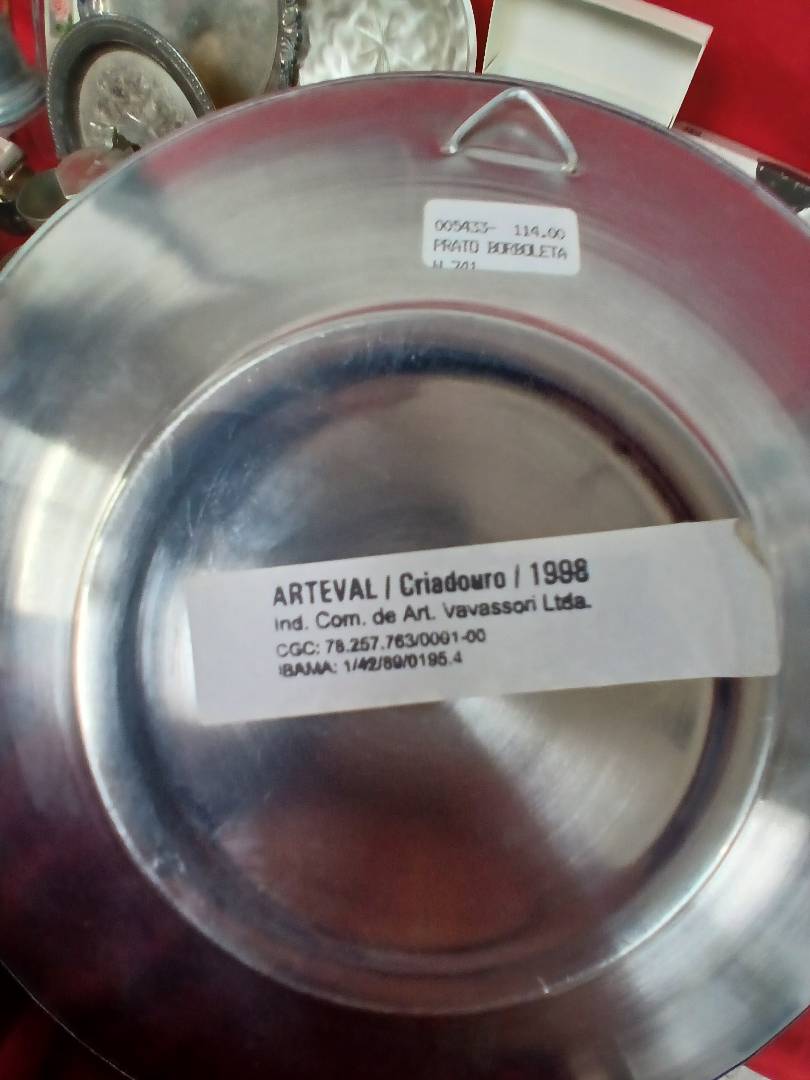 005433- 114.00
PRATO BORBOLETA
ARTEVAL / Criadouro / 1998
Ind. Com. de Art. Vavassori Ltda.
CGC: 78.257.763/0001-00
IBAMA: 1/42/89/0195.4